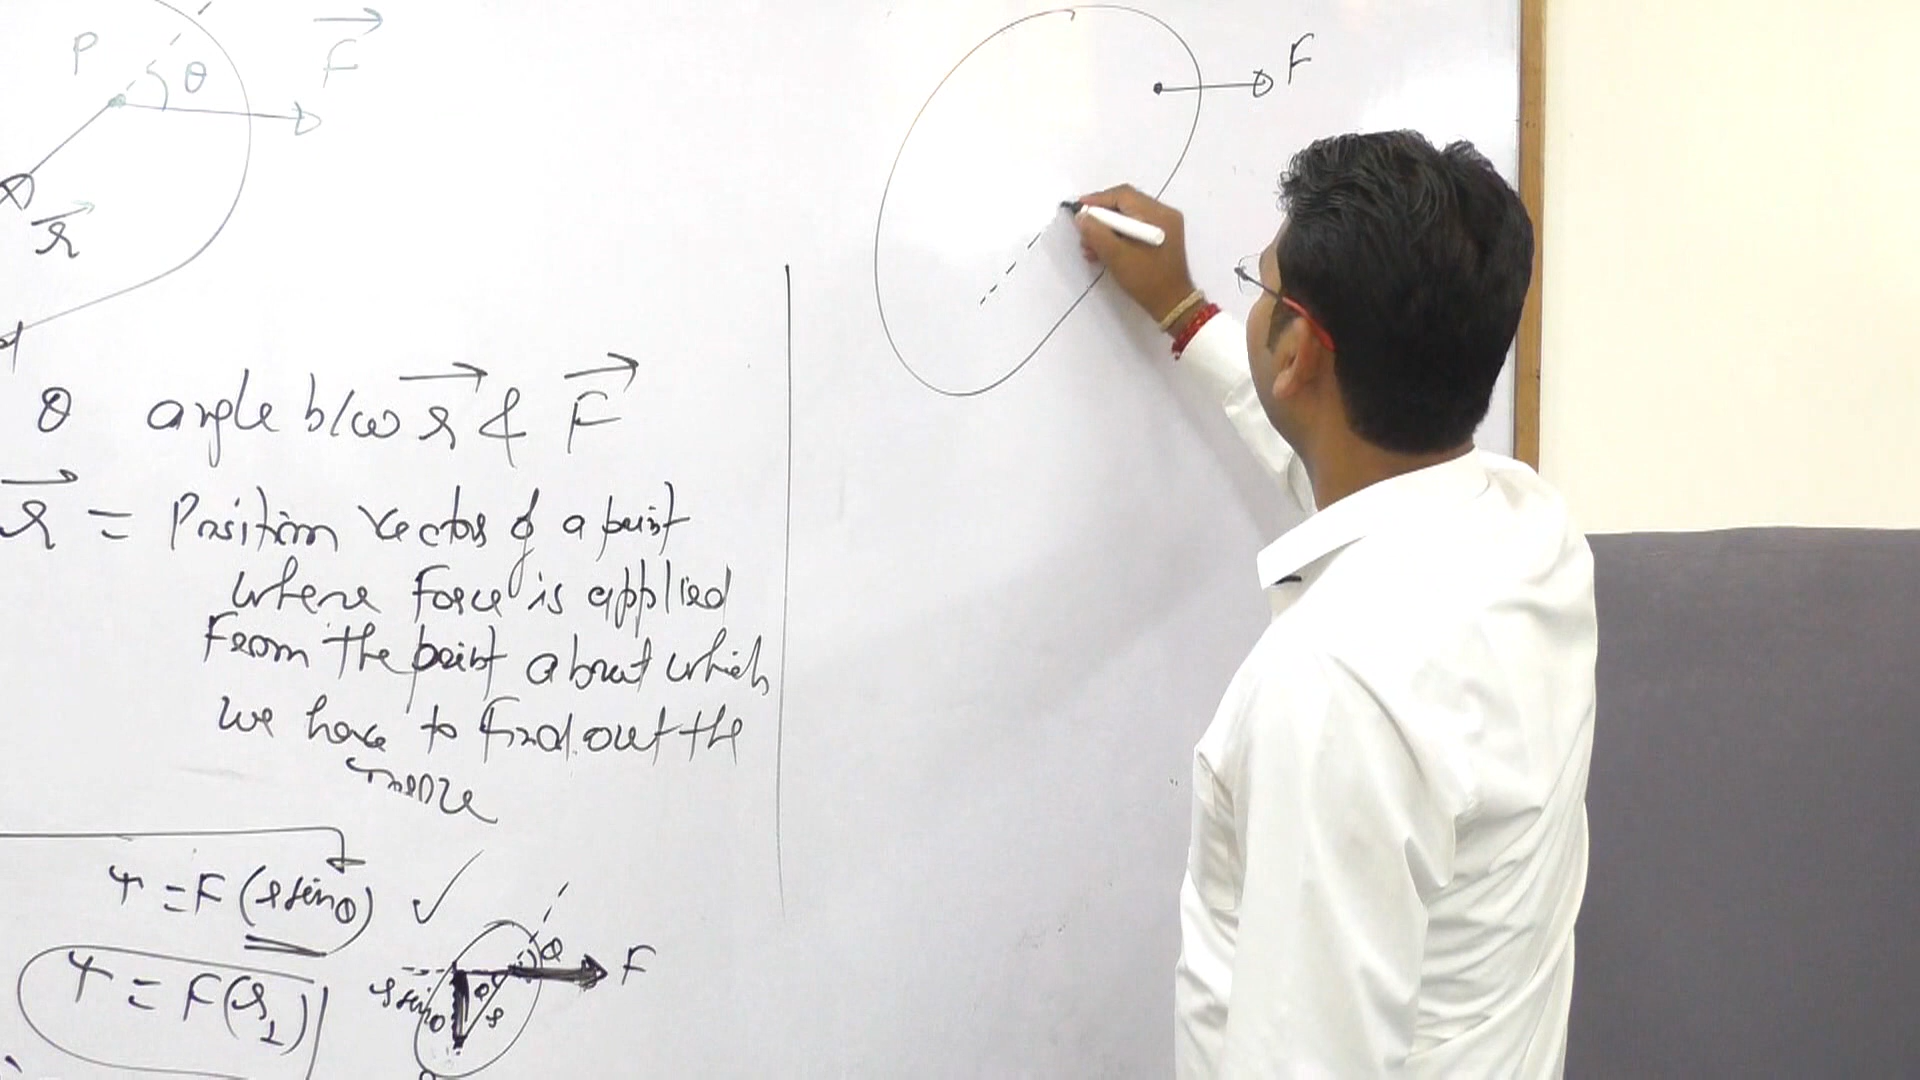 P θ F
r
θ angle b/w r & F
r = Position vector of a point
where force is applied
From the point about which
we have to find out the
τ = F (r sinθ) ✓
τ = F(r⊥)
θ F
r sinθ θ r
F